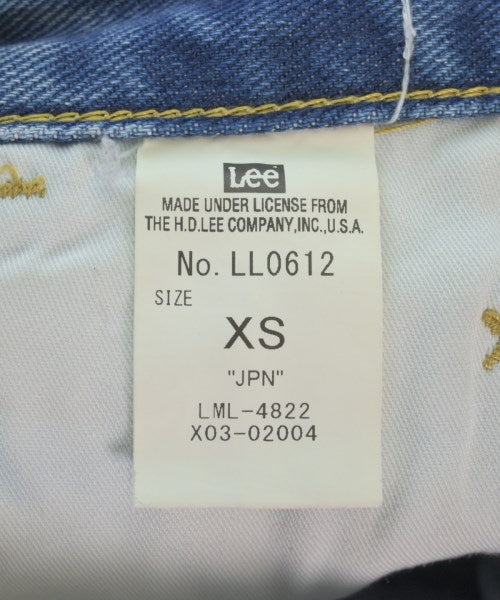 Lee
MADE UNDER LICENSE FROM
THE H.D.LEE COMPANY,INC.,U.S.A.
No. LL0612
SIZE
XS
"JPN"
LML-4822
X03-02004